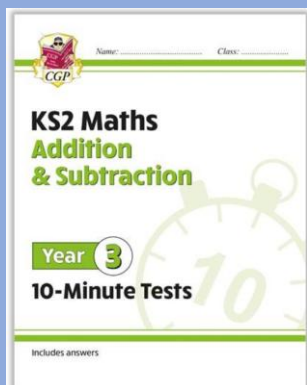 Name: ........................ Class: ........................
CGP
KS2 Maths
Addition
& Subtraction
Year 3
10-Minute Tests
10
Includes answers